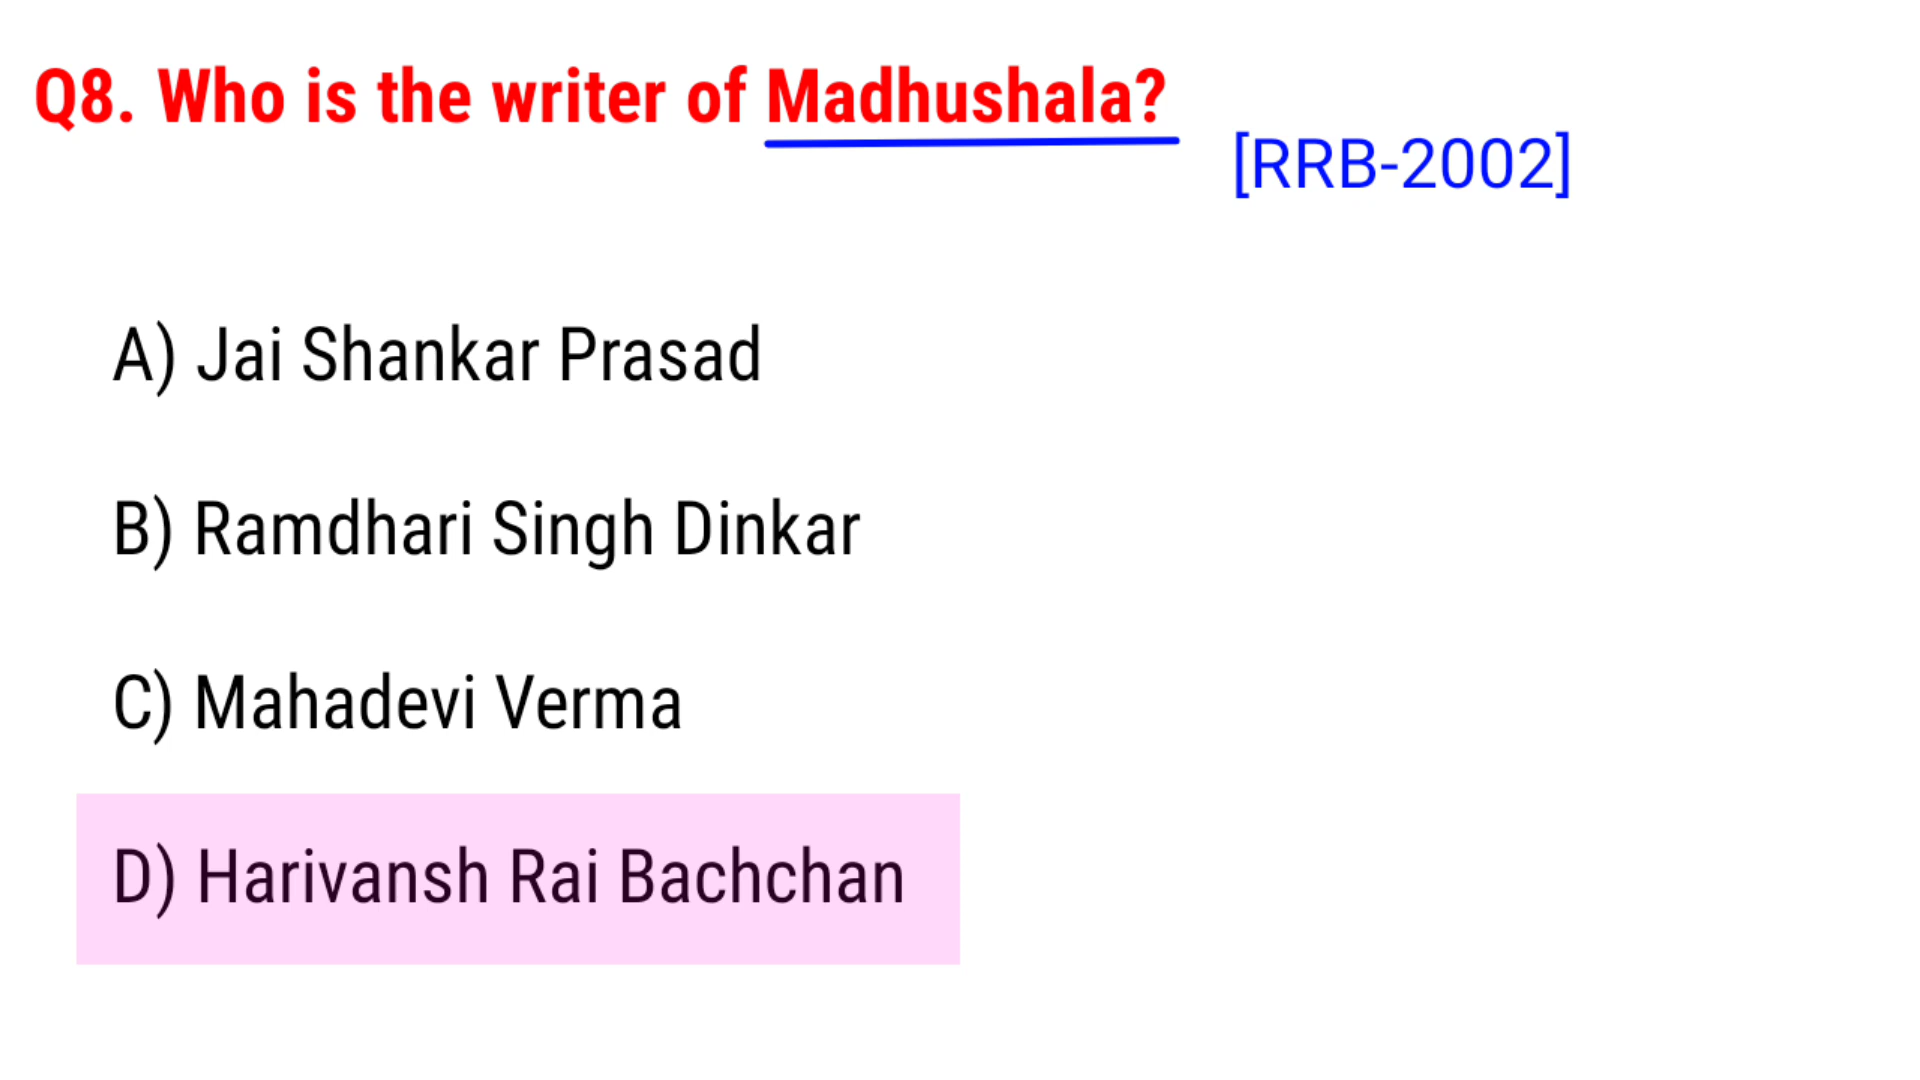 Q8. Who is the writer of Madhushala?
[RRB-2002]
A) Jai Shankar Prasad
B) Ramdhari Singh Dinkar
C) Mahadevi Verma
D) Harivansh Rai Bachchan